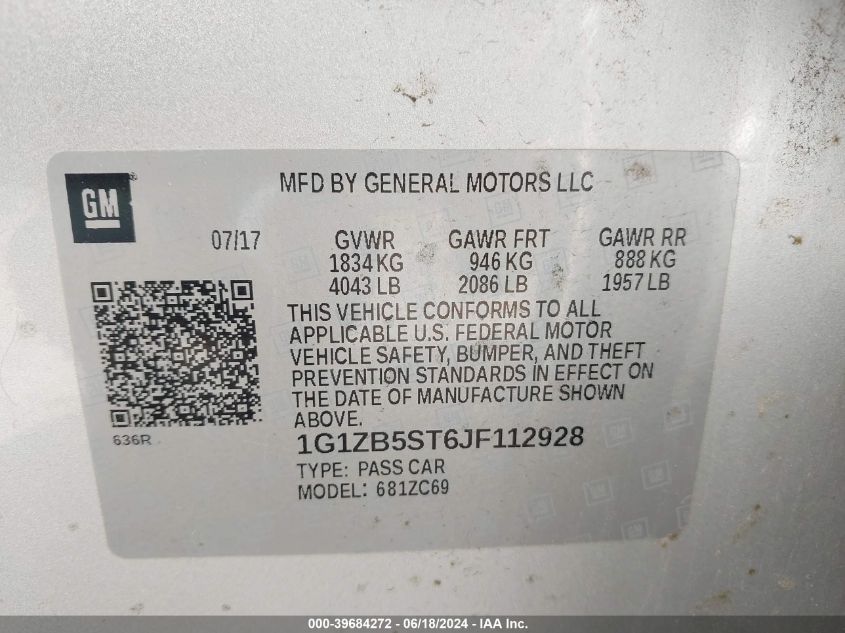 GM
MFD BY GENERAL MOTORS LLC
07/17 GVWR GAWR FRT GAWR RR
1834 KG 946 KG 888 KG
4043 LB 2086 LB 1957 LB
THIS VEHICLE CONFORMS TO ALL
APPLICABLE U.S. FEDERAL MOTOR
VEHICLE SAFETY, BUMPER, AND THEFT
PREVENTION STANDARDS IN EFFECT ON
THE DATE OF MANUFACTURE SHOWN
ABOVE.
636R
1G1ZB5ST6JF112928
TYPE: PASS CAR
MODEL: 681ZC69
000-39684272 - 06/18/2024 - IAA Inc.